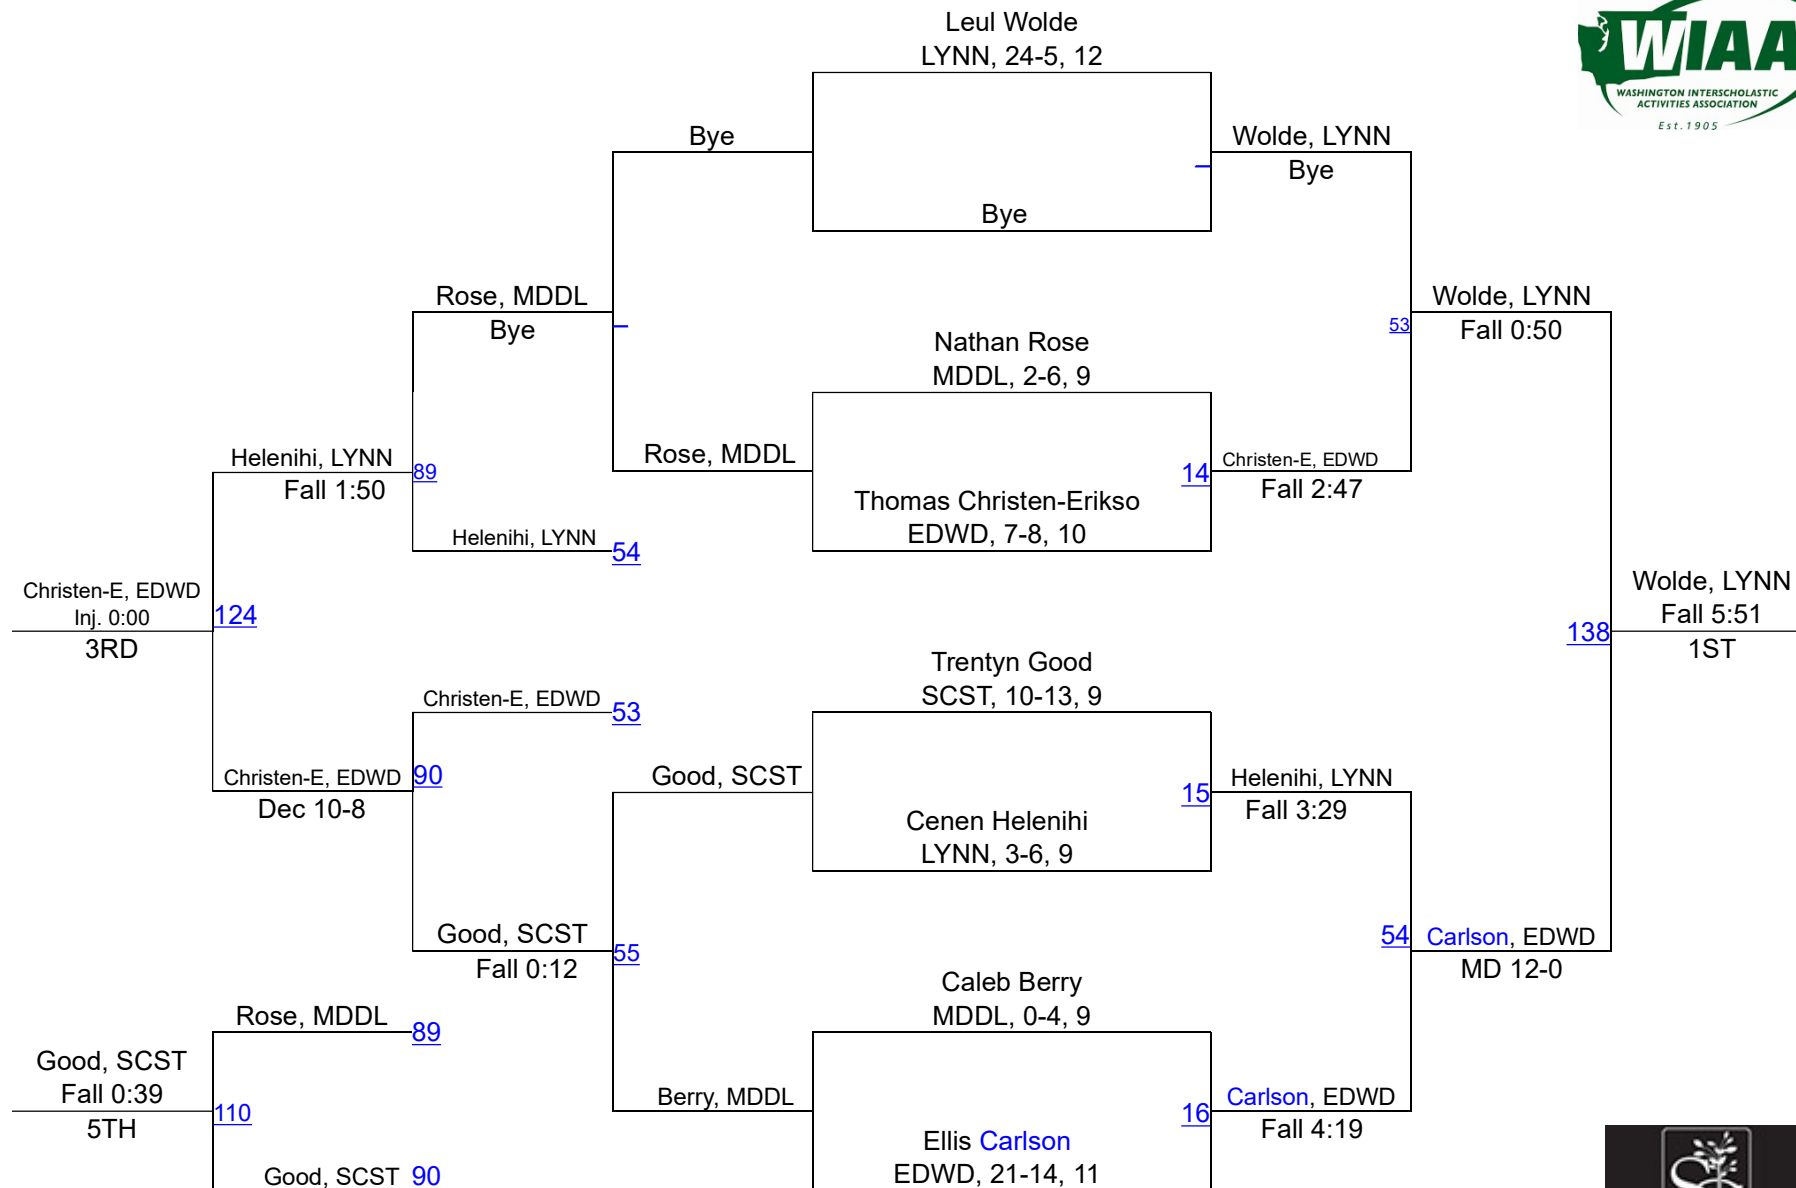 Leul Wolde
LYNN, 24-5, 12
WIAA
WASHINGTON INTERSCHOLASTIC
ACTIVITIES ASSOCIATION
Est.1905
Bye
Wolde, LYNN
Bye
Bye
Rose, MDDL
Bye
Wolde, LYNN
Fall 0:50
53
Nathan Rose
MDDL, 2-6, 9
Helenihi, LYNN
Fall 1:50
89
Rose, MDDL
14
Christen-E, EDWD
Fall 2:47
Thomas Christen-Erikso
EDWD, 7-8, 10
Helenihi, LYNN
54
Christen-E, EDWD
Inj. 0:00
3RD
124
Wolde, LYNN
Fall 5:51
1ST
138
Trentyn Good
SCST, 10-13, 9
Christen-E, EDWD
53
Christen-E, EDWD
Dec 10-8
90
Good, SCST
15
Helenihi, LYNN
Fall 3:29
Cenen Helenihi
LYNN, 3-6, 9
Good, SCST
Fall 0:12
55
54
Carlson, EDWD
MD 12-0
Caleb Berry
MDDL, 0-4, 9
Rose, MDDL
89
Good, SCST
Fall 0:39
5TH
110
Berry, MDDL
16
Carlson, EDWD
Fall 4:19
Ellis Carlson
EDWD, 21-14, 11
Good, SCST
90